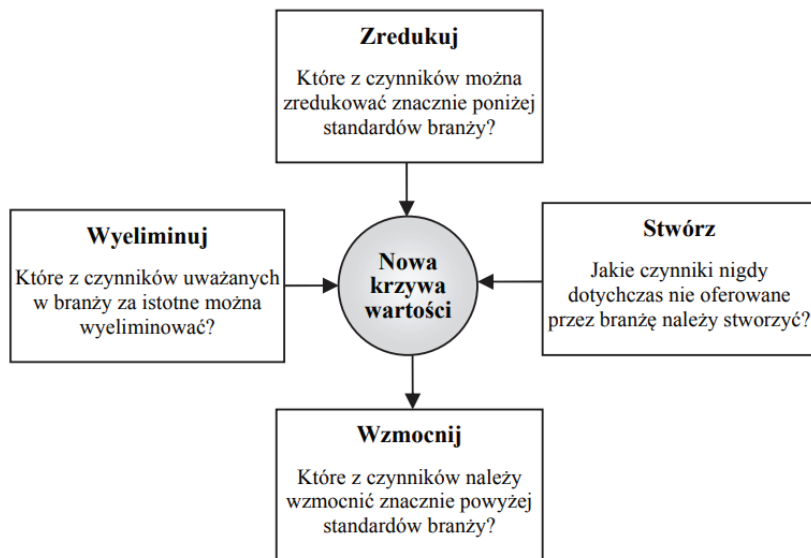 Zredukuj
Które z czynników można
zredukować znacznie poniżej
standardów branży?
Wyeliminuj
Które z czynników uważanych
w branży za istotne można
wyeliminować?
Nowa
krzywa
wartości
Stwórz
Jakie czynniki nigdy
dotychczas nie oferowane
przez branżę należy stworzyć?
Wzmocnij
Które z czynników należy
wzmocnić znacznie powyżej
standardów branży?